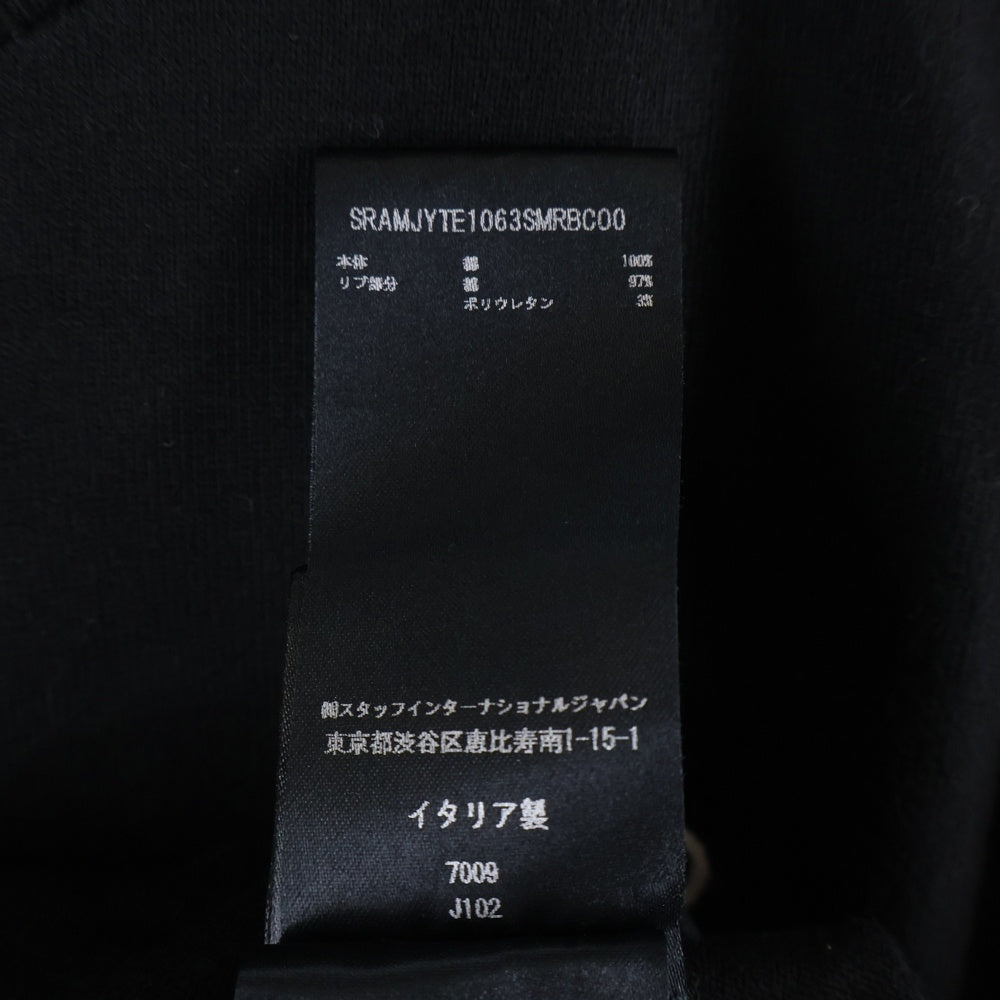 SRAMJYTE1063SMRBC00
本体 綿 100%
リブ部分 綿 97%
ポリウレタン 3%
㈱スタッフインターナショナルジャパン
東京都渋谷区恵比寿南1-15-1
イタリア製
7009
J102